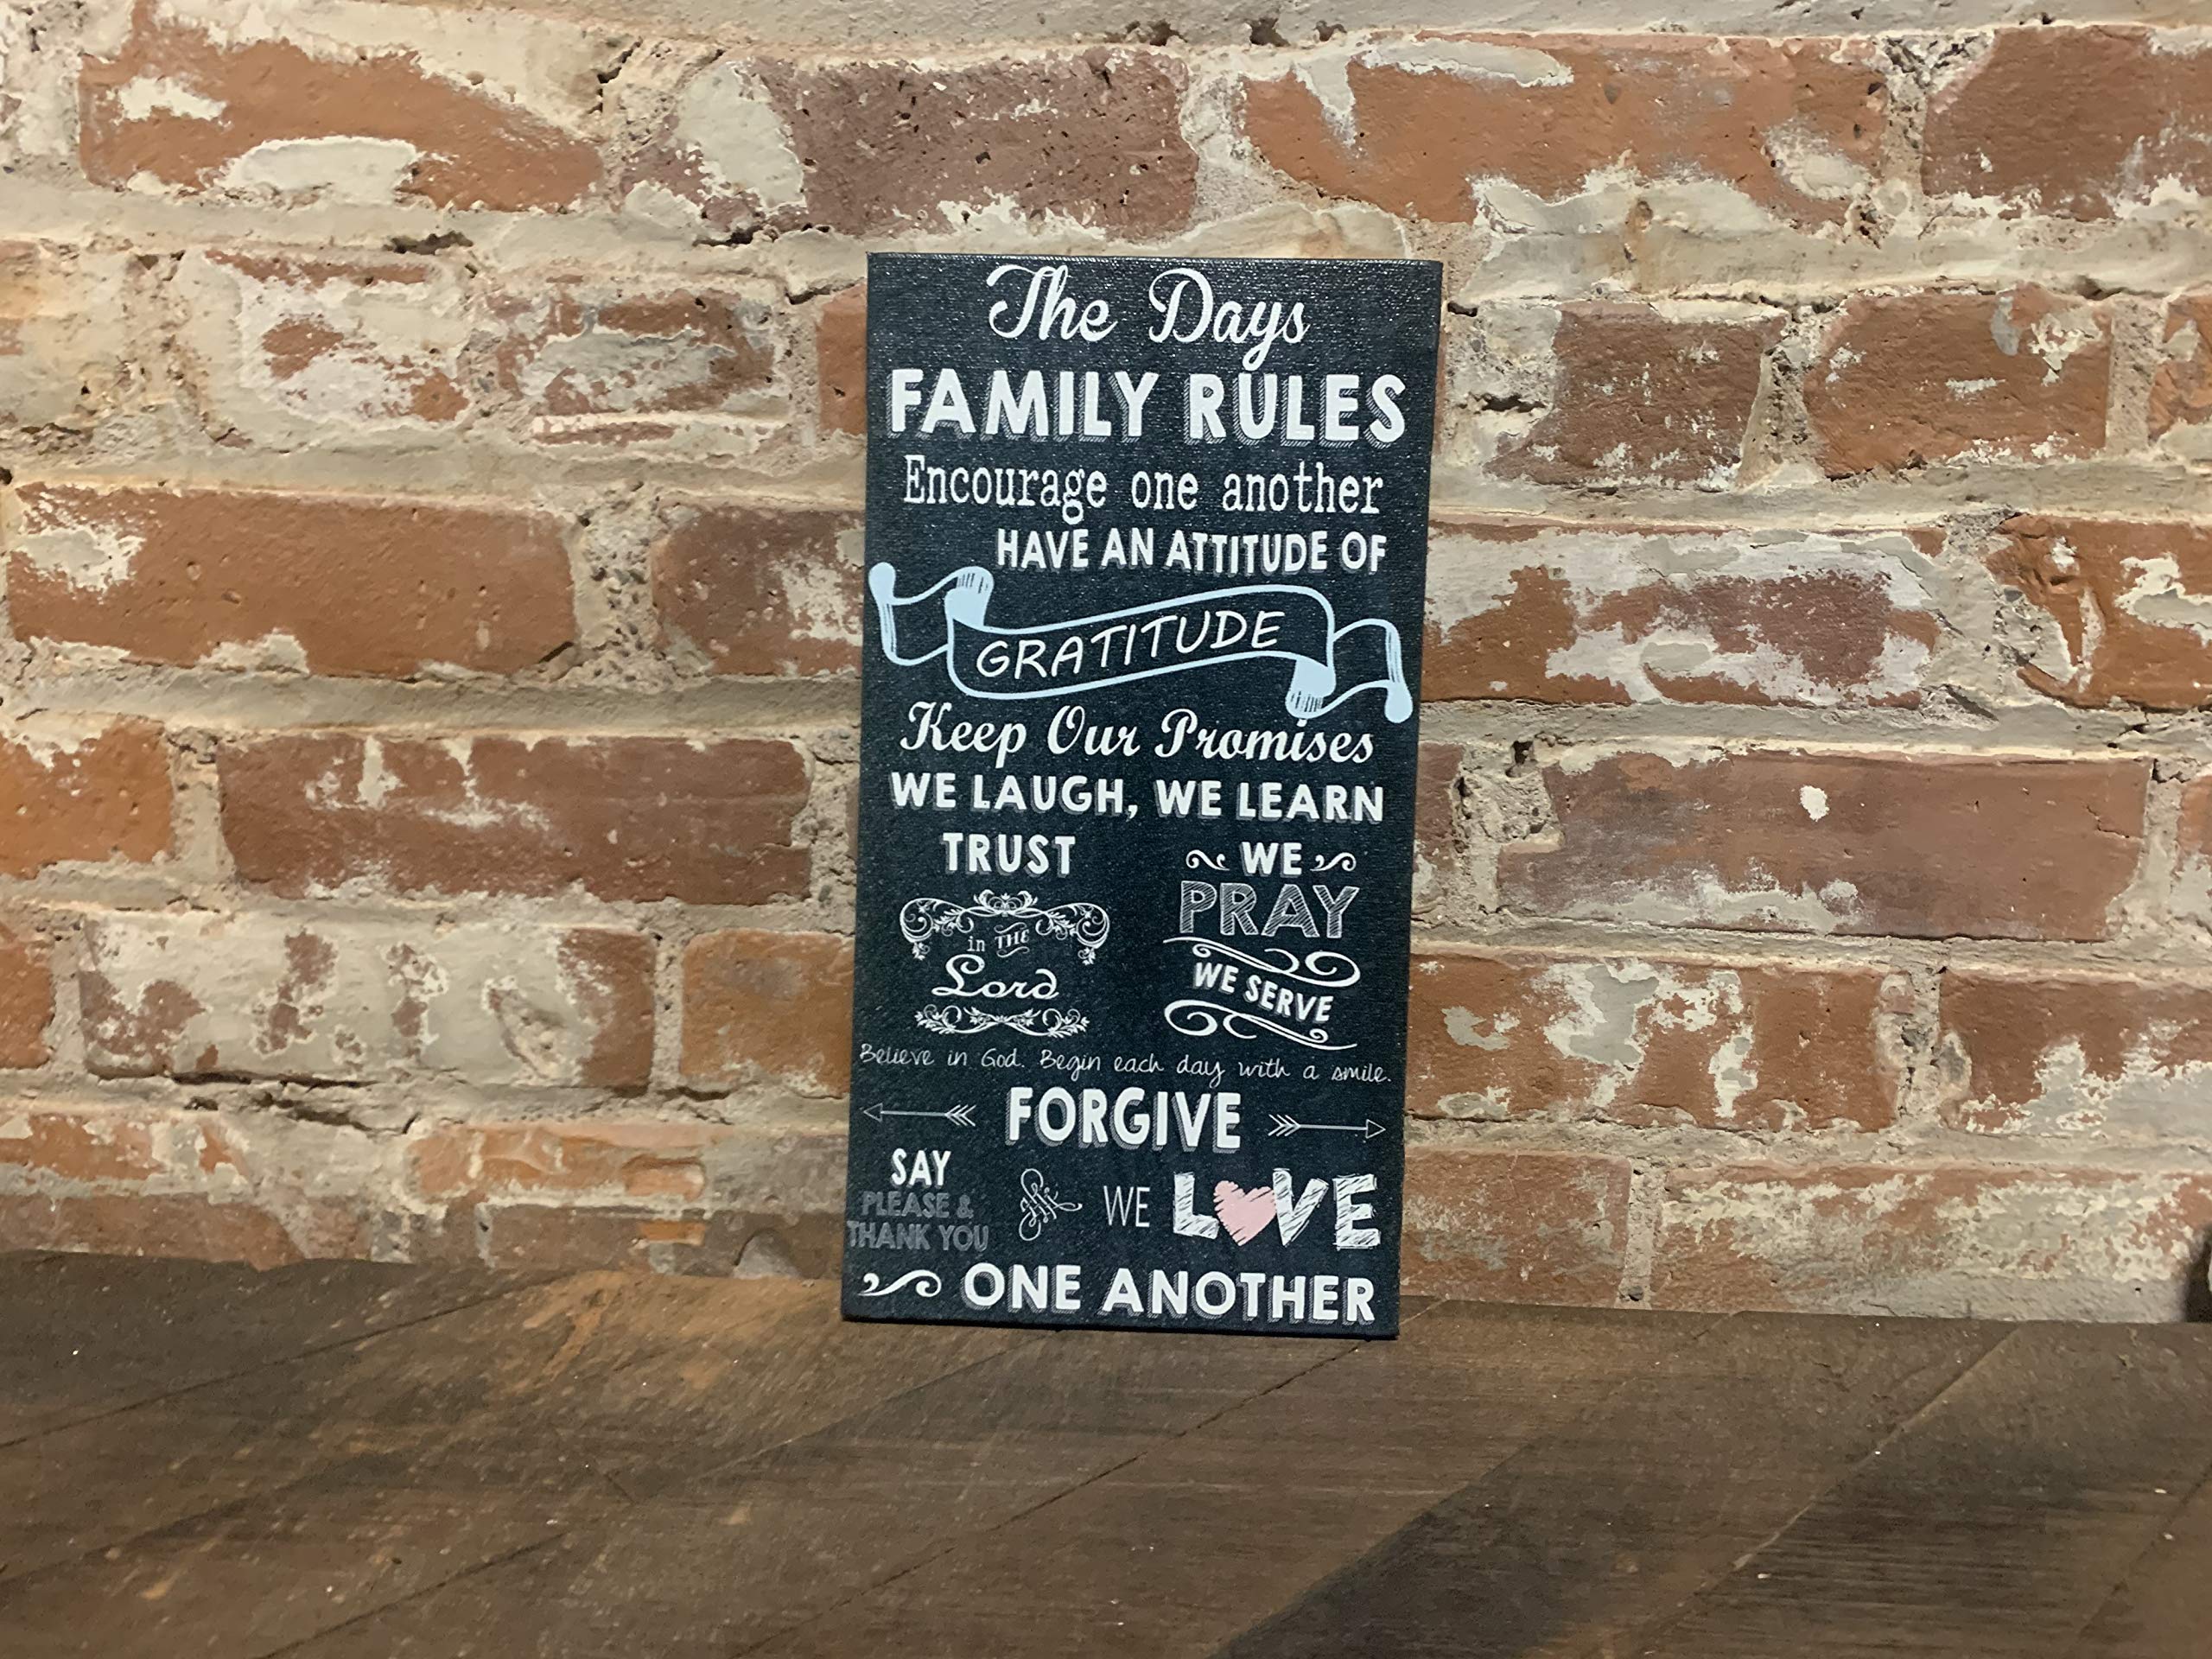 The Days
FAMILY RULES
Encourage one another
HAVE AN ATTITUDE OF
GRATITUDE
Keep Our Promises
WE LAUGH, WE LEARN
TRUST
in THE
Lord
WE
PRAY
WE SERVE
Believe in God. Begin each day with a smile.
FORGIVE
SAY
PLEASE &
THANK YOU
WE LOVE
ONE ANOTHER